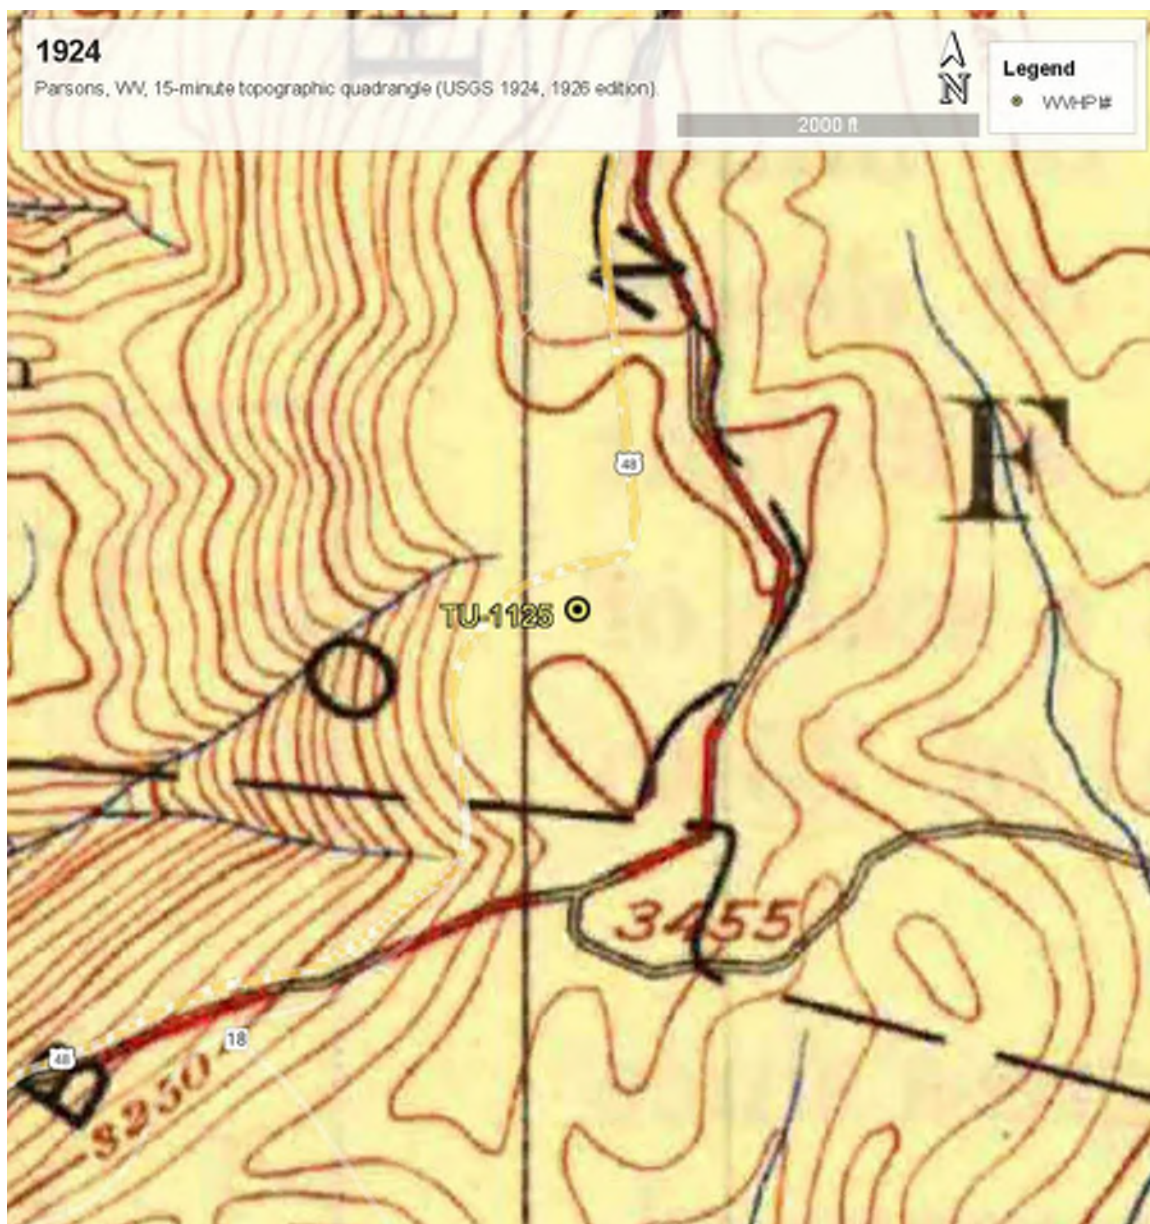 1924
Parsons, WV, 15-minute topographic quadrangle (USGS 1924, 1926 edition).
N
2000 ft
Legend
WVHPI#
48
F
TU-1125
O
3455
18
48
B
3250